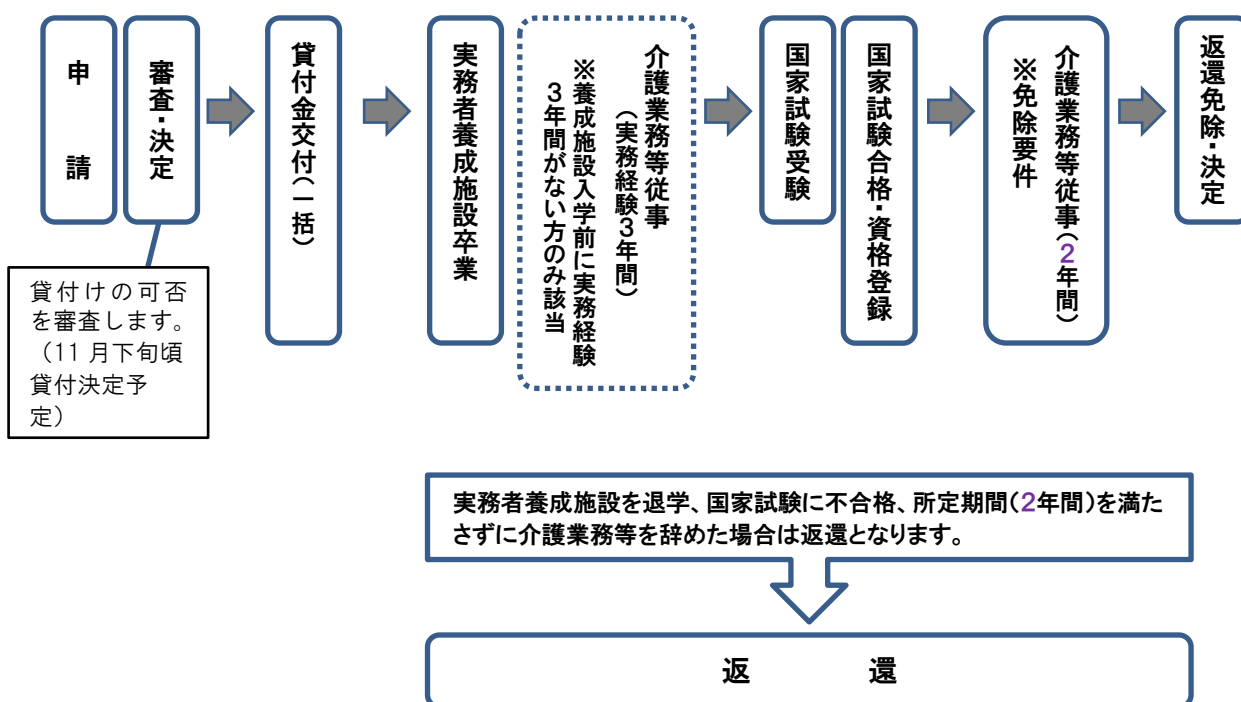 申請
審査・決定
貸付金交付（一括）
実務者養成施設卒業
介護業務等従事
（実務経験３年間）
※養成施設入学前に実務経験
３年間がない方のみ該当
国家試験受験
国家試験合格・資格登録
介護業務等従事（２年間）
※免除要件
返還免除・決定
貸付けの可否
を審査します。
（11 月下旬頃
貸付決定予
定）
実務者養成施設を退学、国家試験に不合格、所定期間（２年間）を満た
さずに介護業務等を辞めた場合は返還となります。
返　　　還